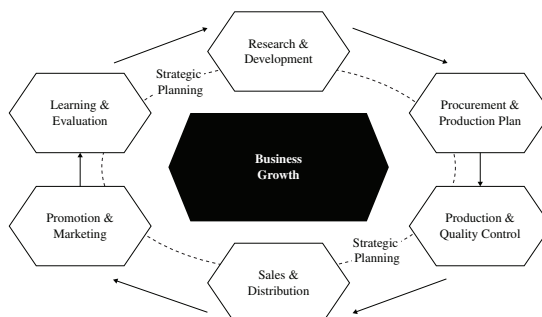 Research &
Development
Strategic
Planning
Learning &
Evaluation
Procurement &
Production Plan
Business
Growth
Promotion &
Marketing
Production &
Quality Control
Strategic
Planning
Sales &
Distribution